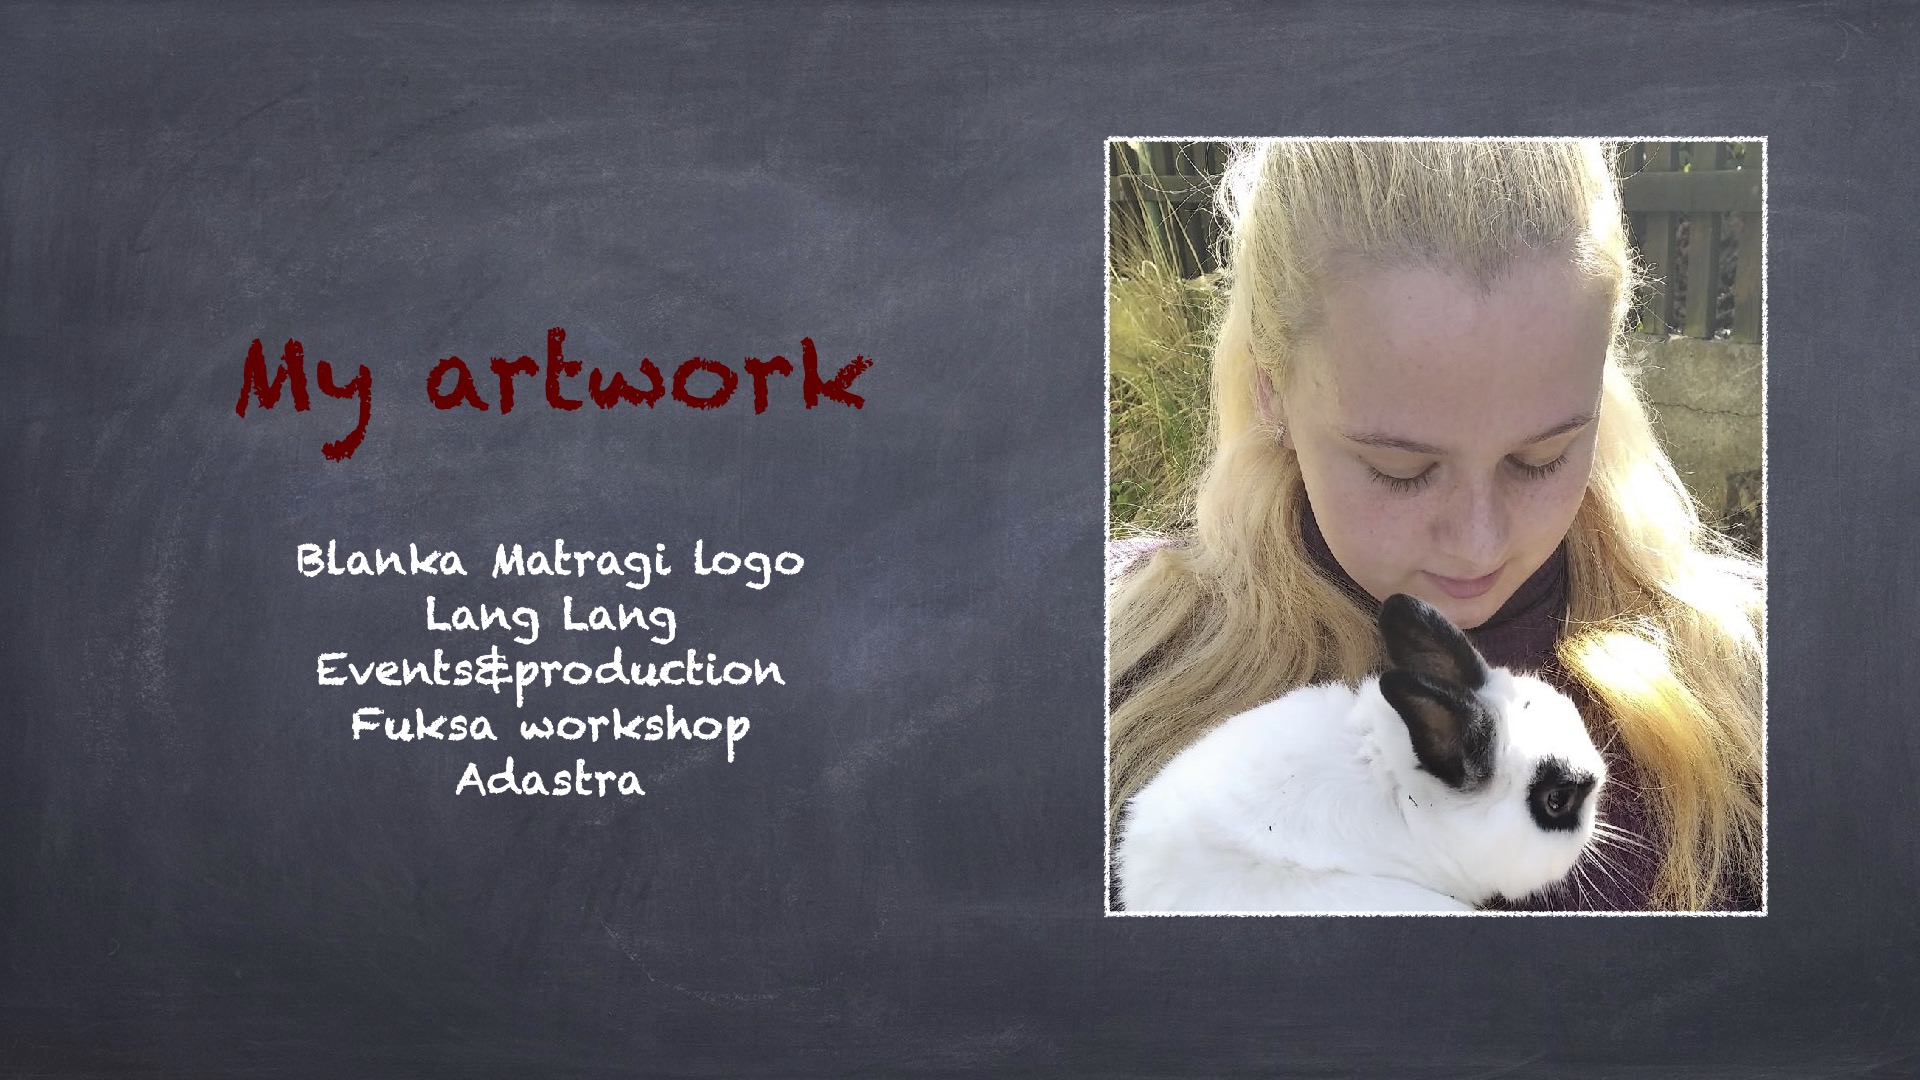 My artwork
Blanka Matragi logo
Lang Lang
Events&production
Fuksa workshop
Adastra